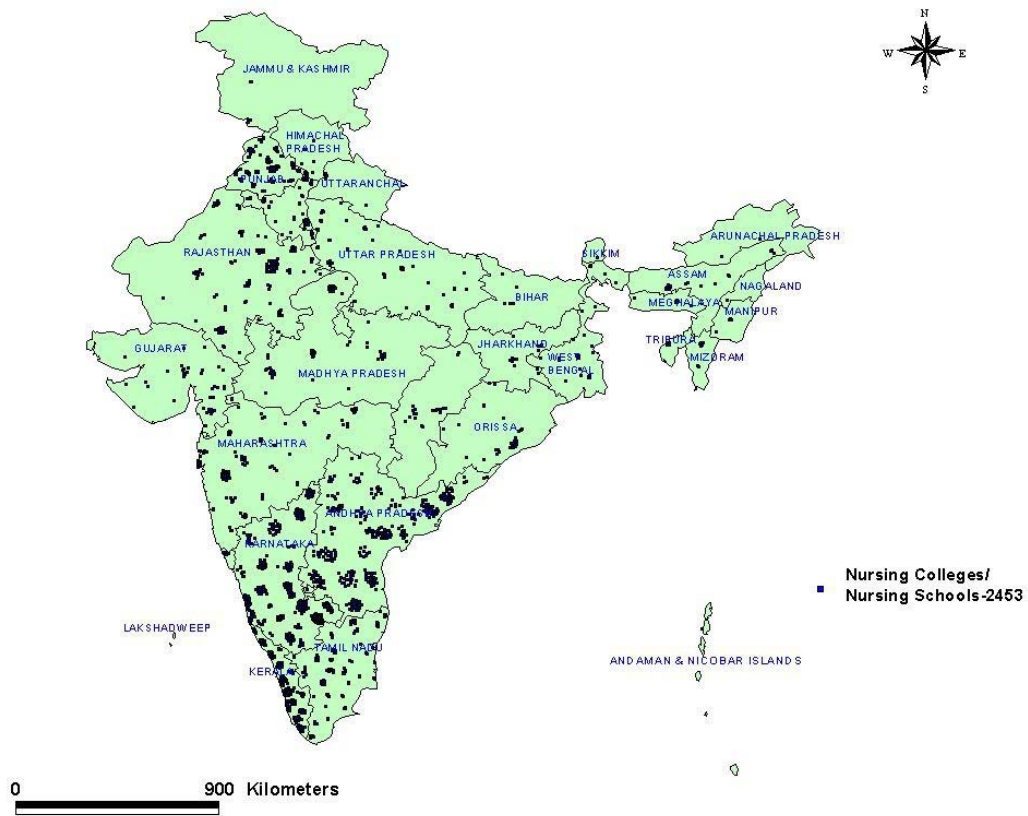 N
W E
S
JAMMU & KASHMIR
HIMACHAL
PRADESH
PUNJAB
UTTARANCHAL
RAJASTHAN
UTTAR PRADESH
SIKKIM
ARUNACHAL PRADESH
ASSAM
NAGALAND
BIHAR
MEGHALAYA
MANIPUR
GUJARAT
JHARKHAND
TRIPURA
WEST
BENGAL
MIZORAM
MADHYA PRADESH
ORISSA
MAHARASHTRA
ANDHRA PRADESH
KARNATAKA
Nursing Colleges/
Nursing Schools-2453
LAKSHADWEEP
TAMIL NADU
ANDAMAN & NICOBAR ISLANDS
KERALA
0 900 Kilometers